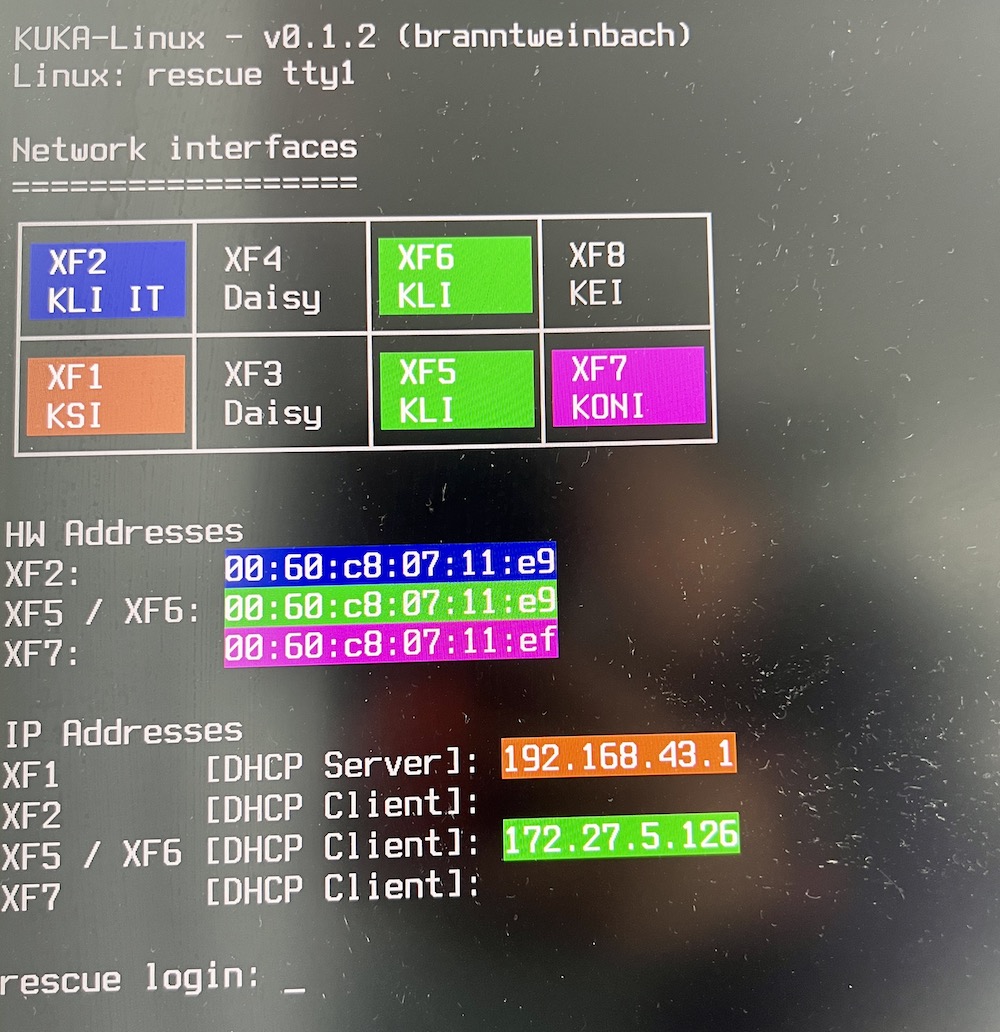 KUKA-Linux - v0.1.2 (branntweinbach)
Linux: rescue tty1
Network interfaces
==================
XF2 XF4 XF6 XF8
KLI IT Daisy KLI KEI
XF1 XF3 XF5 XF7
KSI Daisy KLI KONI
HW Addresses
XF2: 00:60:c8:07:11:e9
XF5 / XF6: 00:60:c8:07:11:e9
XF7: 00:60:c8:07:11:ef
IP Addresses
XF1 [DHCP Server]: 192.168.43.1
XF2 [DHCP Client]:
XF5 / XF6 [DHCP Client]: 172.27.5.126
XF7 [DHCP Client]:
rescue login: _